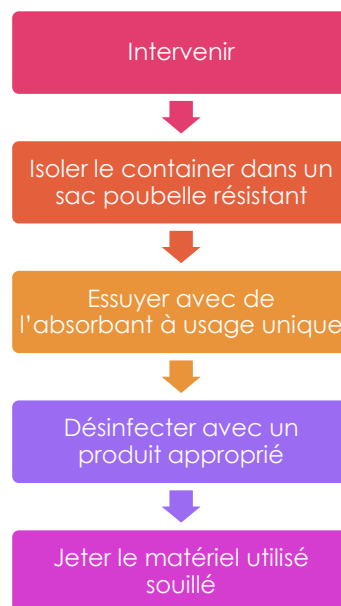 Intervenir
Isoler le container dans un
sac poubelle résistant
Essuyer avec de
l'absorbant à usage unique
Désinfecter avec un
produit approprié
Jeter le matériel utilisé
souillé